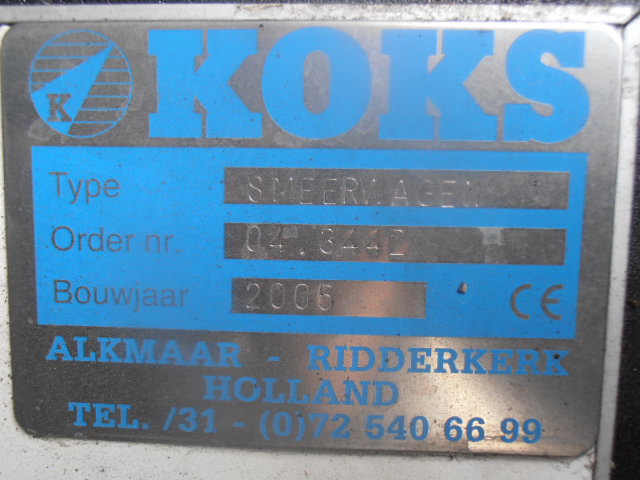 K KOKS
Type SMEERWAGEN
Order nr. 04.3442
Bouwjaar 2005 CE
ALKMAAR - RIDDERKERK
HOLLAND
TEL. /31 - (0)72 540 66 99